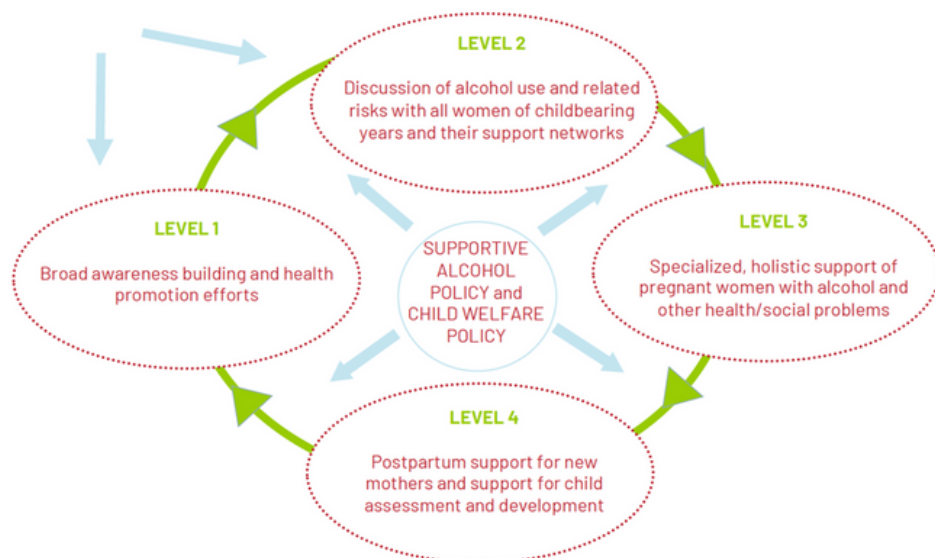 LEVEL 2
Discussion of alcohol use and related
risks with all women of childbearing
years and their support networks
LEVEL 1
Broad awareness building and health
promotion efforts
SUPPORTIVE
ALCOHOL
POLICY and
CHILD WELFARE
POLICY
LEVEL 3
Specialized, holistic support of
pregnant women with alcohol and
other health/social problems
LEVEL 4
Postpartum support for new
mothers and support for child
assessment and development